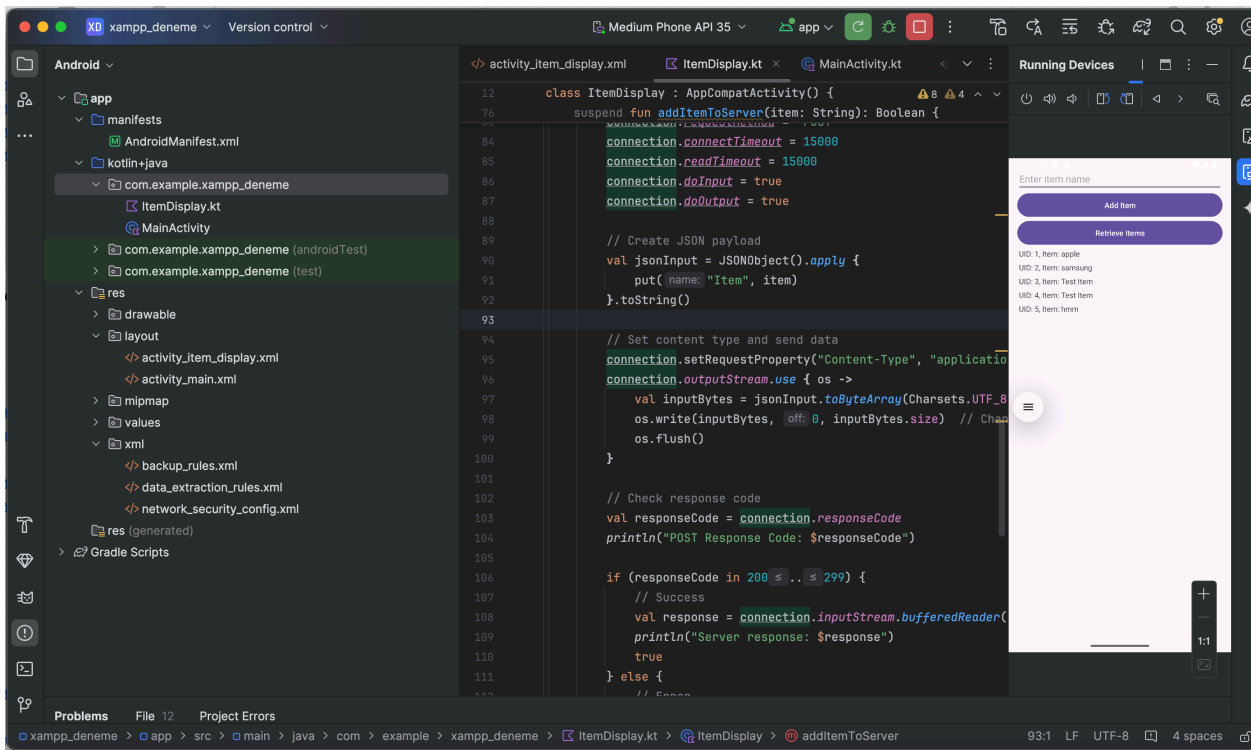 XD xampp_deneme Version control Medium Phone API 35 app
Android
app
manifests
AndroidManifest.xml
kotlin+java
com.example.xampp_deneme
ItemDisplay.kt
MainActivity
com.example.xampp_deneme (androidTest)
com.example.xampp_deneme (test)
res
drawable
layout
activity_item_display.xml
activity_main.xml
mipmap
values
xml
backup_rules.xml
data_extraction_rules.xml
network_security_config.xml
res (generated)
Gradle Scripts
activity_item_display.xml ItemDisplay.kt MainActivity.kt
12 class ItemDisplay : AppCompatActivity() { 8 4
76 suspend fun addItemToServer(item: String): Boolean {
84 connection.connectTimeout = 15000
85 connection.readTimeout = 15000
86 connection.doInput = true
87 connection.doOutput = true
88
89 // Create JSON payload
90 val jsonInput = JSONObject().apply {
91 put( name: "Item", item)
92 }.toString()
93
94 // Set content type and send data
95 connection.setRequestProperty("Content-Type", "applicatio
96 connection.outputStream.use { os ->
97 val inputBytes = jsonInput.toByteArray(Charsets.UTF_8
98 os.write(inputBytes, off: 0, inputBytes.size) // Chan
99 os.flush()
100 }
101
102 // Check response code
103 val responseCode = connection.responseCode
104 println("POST Response Code: $responseCode")
105
106 if (responseCode in 200 ≤ .. ≤ 299) {
107 // Success
108 val response = connection.inputStream.bufferedReader(
109 println("Server response: $response")
110 true
111 } else {
Running Devices
Enter item name
Add Item
Retrieve Items
UID: 1, Item: apple
UID: 2, Item: samsung
UID: 3, Item: Test Item
UID: 4, Item: Test Item
UID: 5, Item: hmm
1:1
Problems File 12 Project Errors
xampp_deneme > app > src > main > java > com > example > xampp_deneme > ItemDisplay.kt > ItemDisplay > addItemToServer 93:1 LF UTF-8 4 spaces